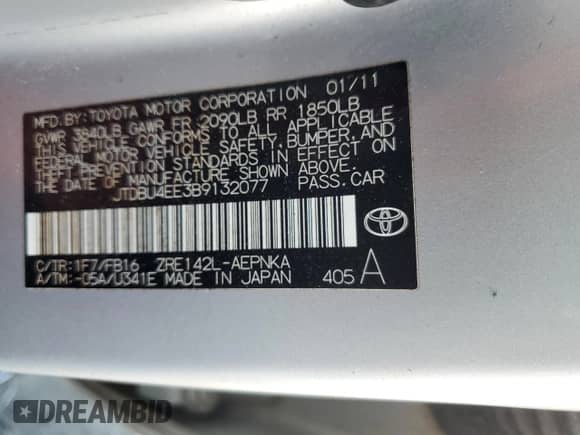 MFD.BY:TOYOTA MOTOR CORPORATION 01/11
GVWR 3840LB GAWR FR 2090LB RR 1850LB
THIS VEHICLE CONFORMS TO ALL APPLICABLE
FEDERAL MOTOR VEHICLE SAFETY, BUMPER, AND
THEFT PREVENTION STANDARDS IN EFFECT ON
THE DATE OF MANUFACTURE SHOWN ABOVE.
JTDBU4EE3B9132077 PASS.CAR
C/TR:1F7/FB16 ZRE142L-AEPNKA
A/TM:-05A/U341E MADE IN JAPAN 405 A
TOYOTA
DREAMBID